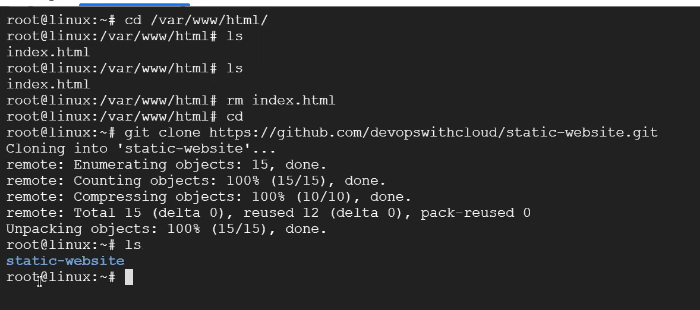 root@linux:~# cd /var/www/html/
root@linux:/var/www/html# ls
index.html
root@linux:/var/www/html# ls
index.html
root@linux:/var/www/html# rm index.html
root@linux:/var/www/html# cd
root@linux:~# git clone https://github.com/devopswithcloud/static-website.git
Cloning into 'static-website'...
remote: Enumerating objects: 15, done.
remote: Counting objects: 100% (15/15), done.
remote: Compressing objects: 100% (10/10), done.
remote: Total 15 (delta 0), reused 12 (delta 0), pack-reused 0
Unpacking objects: 100% (15/15), done.
root@linux:~# ls
static-website
root@linux:~#